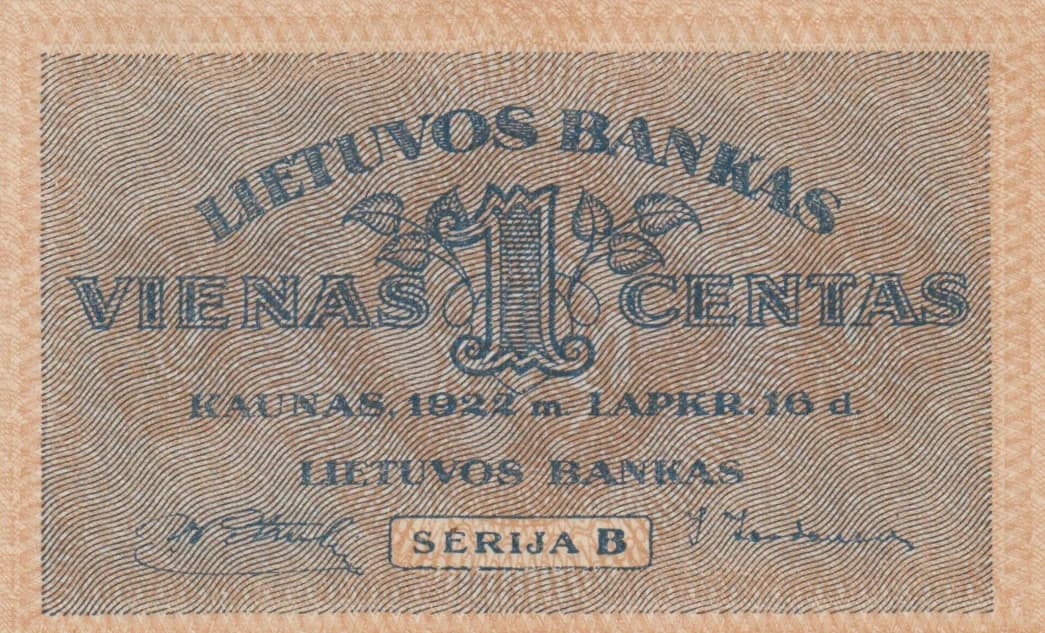 LIETUVOS BANKAS
VIENAS 1 CENTAS
KAUNAS, 1922 m. LAPKR. 16 d.
LIETUVOS BANKAS
SERIJA B